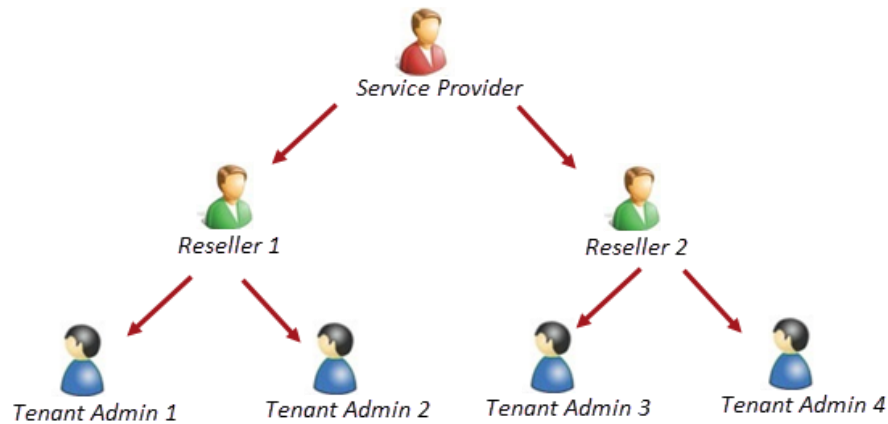 Service Provider
Reseller 1
Reseller 2
Tenant Admin 1
Tenant Admin 2
Tenant Admin 3
Tenant Admin 4